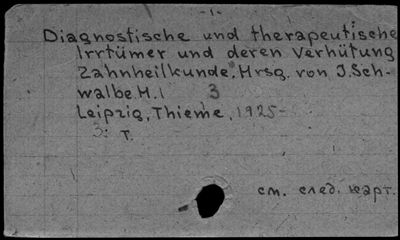 - 1 -
Diagnostische und therapeutische
Irrtümer und deren Verhütung
Zahnheilkunde. Hrsg. von J. Sch-
walbe. H. 1 3
Leipzig, Thieme, 1925-
3. т.
см. след. карт.